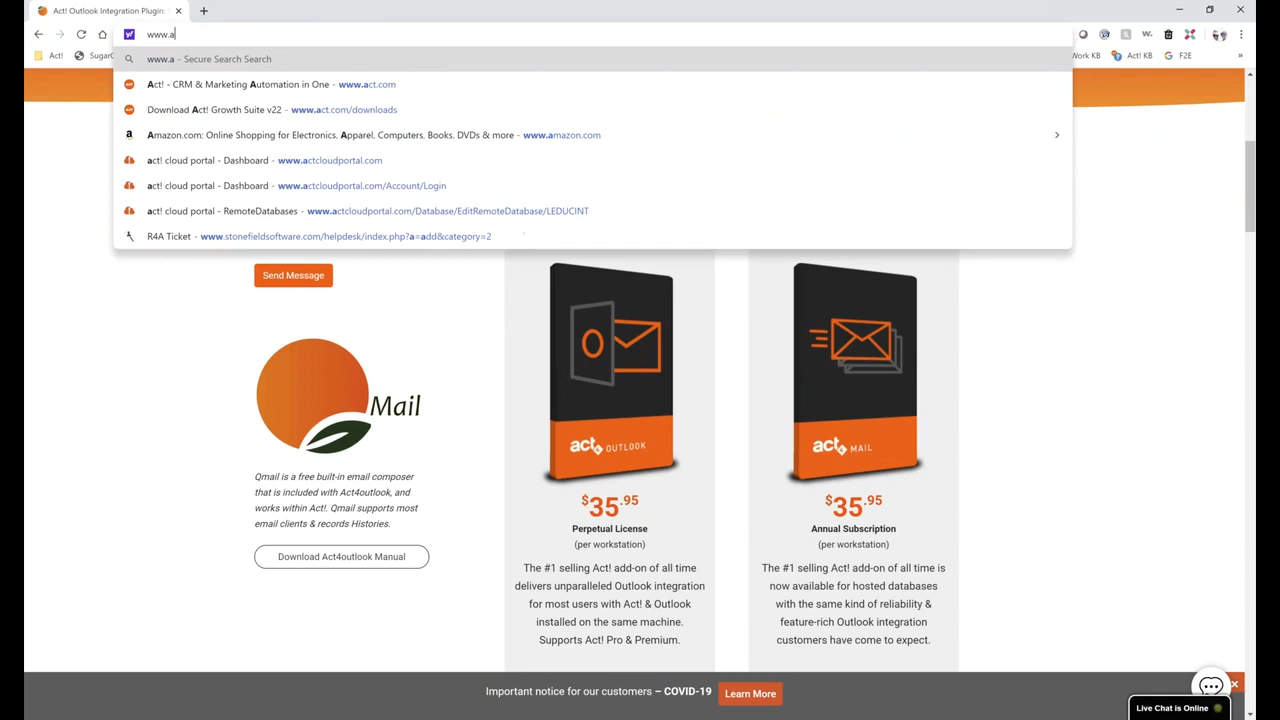 Act! Outlook Integration Plugin:
www.a
Act!
SugarC
Work KB
Act! KB
F2E
www.a - Secure Search Search
Act! - CRM & Marketing Automation in One - www.act.com
Download Act! Growth Suite v22 - www.act.com/downloads
Amazon.com: Online Shopping for Electronics, Apparel, Computers, Books, DVDs & more - www.amazon.com
act! cloud portal - Dashboard - www.actcloudportal.com
act! cloud portal - Dashboard - www.actcloudportal.com/Account/Login
act! cloud portal - RemoteDatabases - www.actcloudportal.com/Database/EditRemoteDatabase/LEDUCINT
R4A Ticket - www.stonefieldsoftware.com/helpdesk/index.php?a=add&category=2
Send Message
Mail
Qmail is a free built-in email composer
that is included with Act4outlook, and
works within Act!. Qmail supports most
email clients & records Histories.
Download Act4outlook Manual
act4 OUTLOOK
$35.95
Perpetual License
(per workstation)
The #1 selling Act! add-on of all time
delivers unparalleled Outlook integration
for most users with Act! & Outlook
installed on the same machine.
Supports Act! Pro & Premium.
act4 MAIL
$35.95
Annual Subscription
(per workstation)
The #1 selling Act! add-on of all time is
now available for hosted databases
with the same kind of reliability &
feature-rich Outlook integration
customers have come to expect.
Important notice for our customers – COVID-19
Learn More
Live Chat is Online